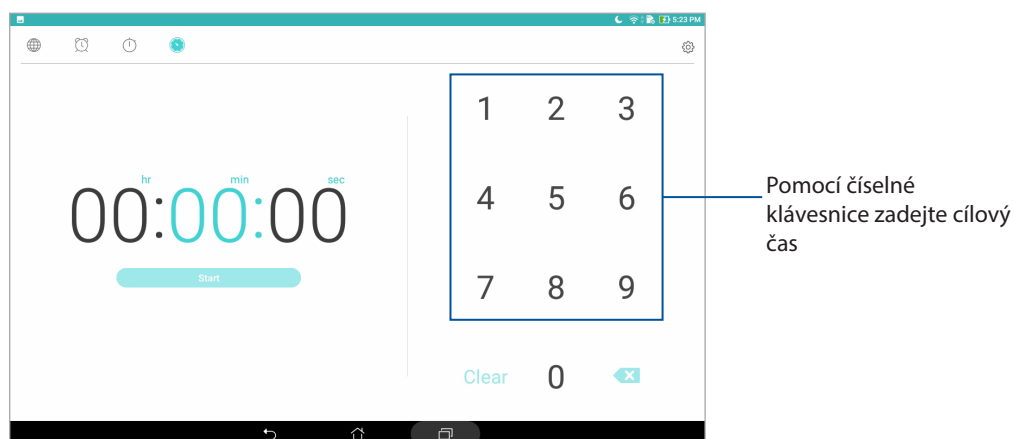 5:23 PM
hr min sec
00:00:00
Start
1 2 3
4 5 6
7 8 9
Clear 0
Pomocí číselné
klávesnice zadejte cílový
čas